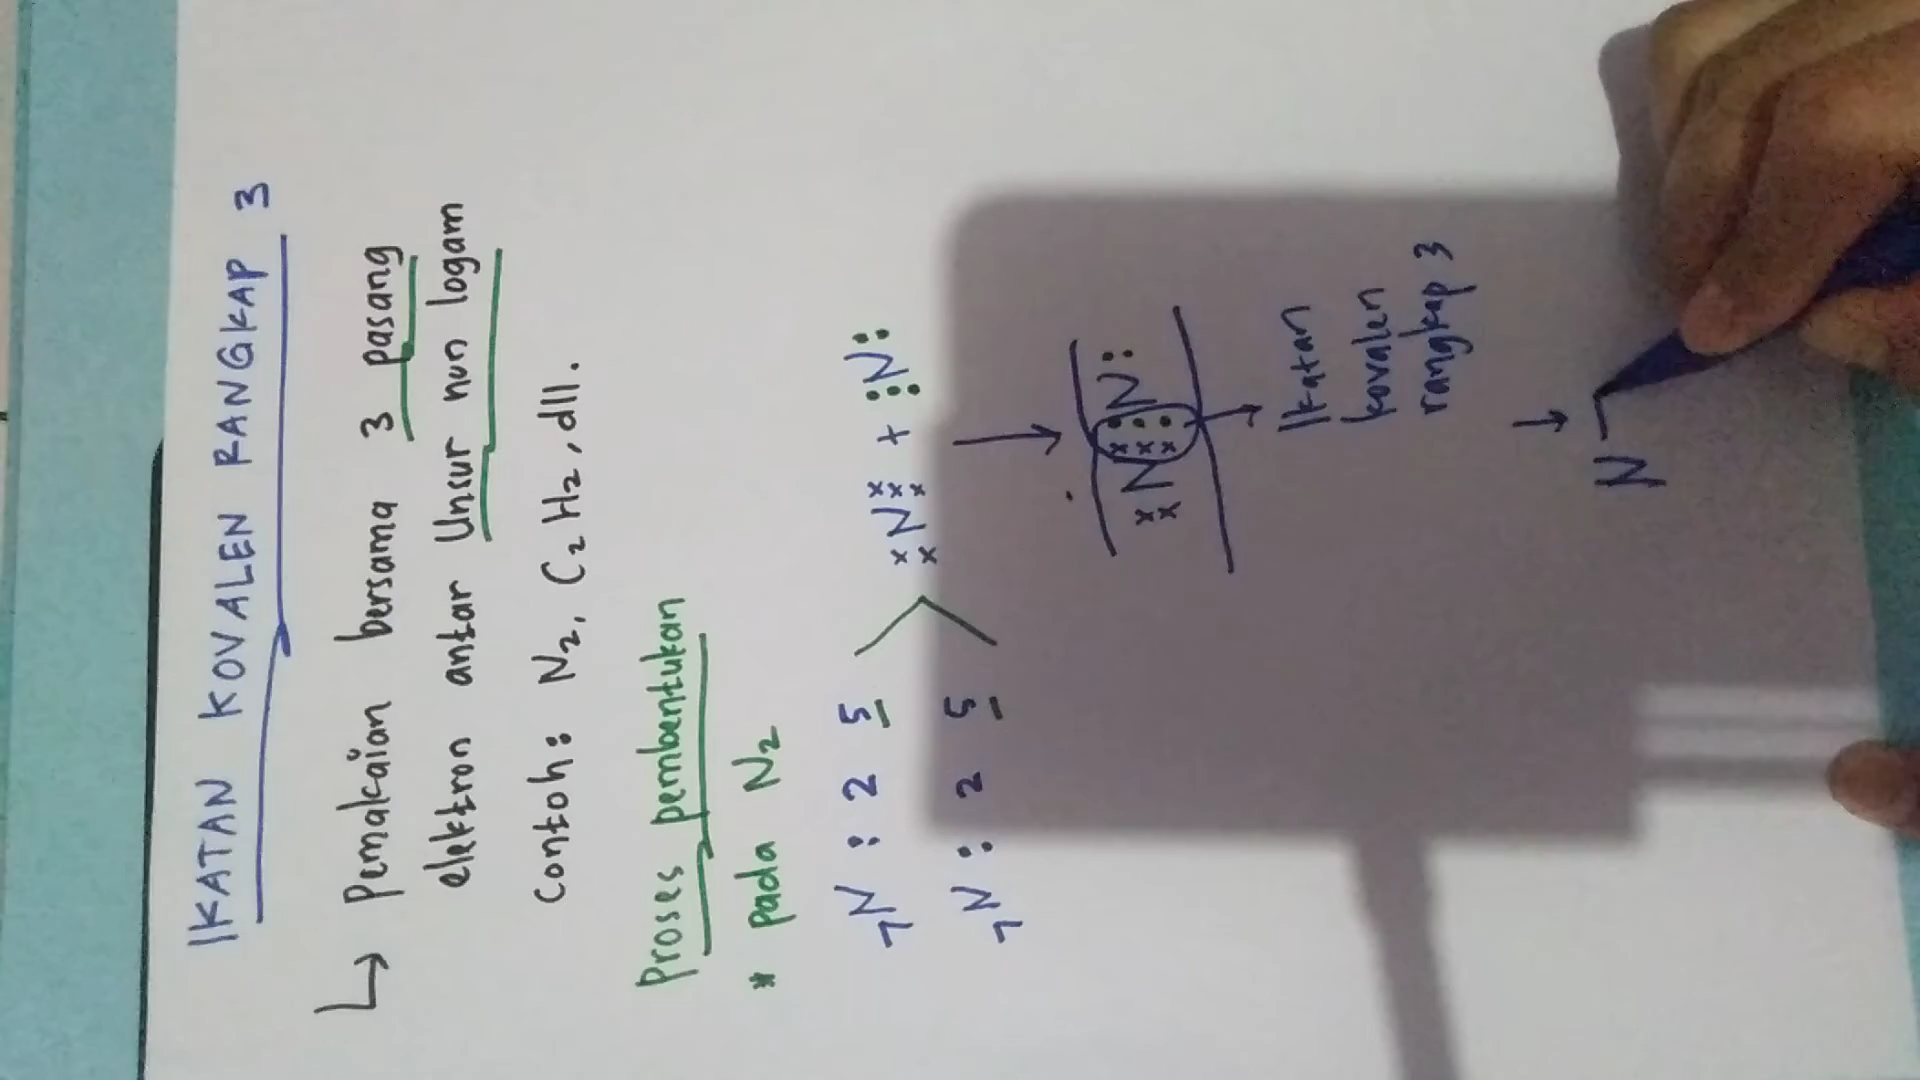 IKATAN KOVALEN RANGKAP 3
↳ Pemakaian bersama 3 pasang
elektron antar Unsur non logam
contoh: N₂, C₂H₂, dll.
Proses pembentukan
* pada N₂
₇N : 2 5
₇N : 2 5
×
×N××× + :·N:
→
××N×××···N:
→ Ikatan
kovalen
rangkap 3
↓
N–